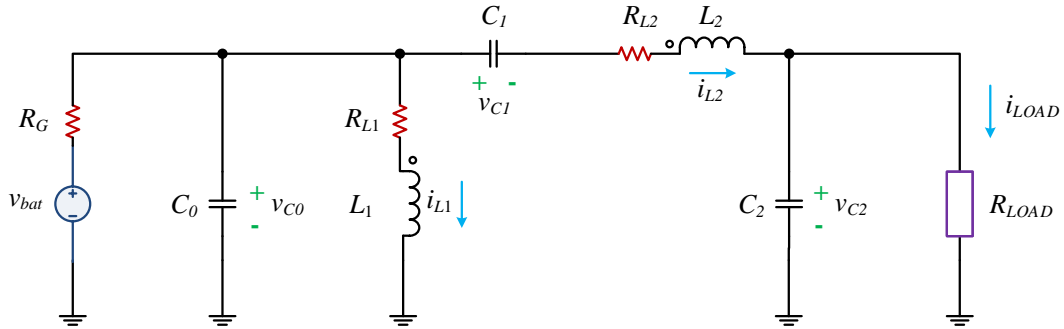 C1
RL2
L2
+ -
vC1
iL2
RG
RL1
iLOAD
vbat
+
-
C0
+
-
vC0
L1
iL1
C2
+
-
vC2
RLOAD